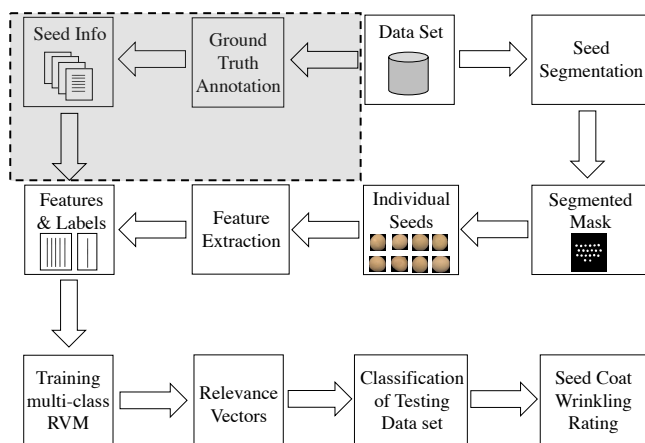 Seed Info
Ground
Truth
Annotation
Data Set
Seed
Segmentation
Features
& Labels
Feature
Extraction
Individual
Seeds
Segmented
Mask
Training
multi-class
RVM
Relevance
Vectors
Classification
of Testing
Data set
Seed Coat
Wrinkling
Rating